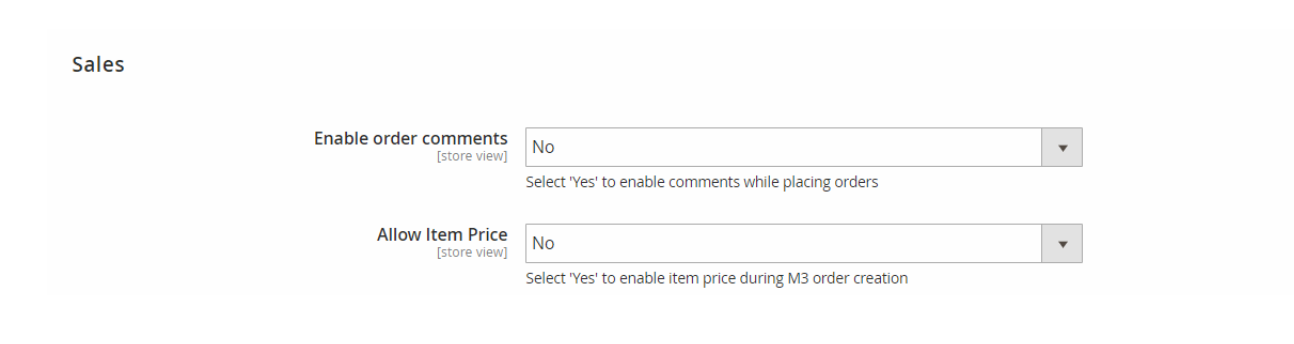 Sales
Enable order comments
[store view]
No
Select 'Yes' to enable comments while placing orders
Allow Item Price
[store view]
No
Select 'Yes' to enable item price during M3 order creation